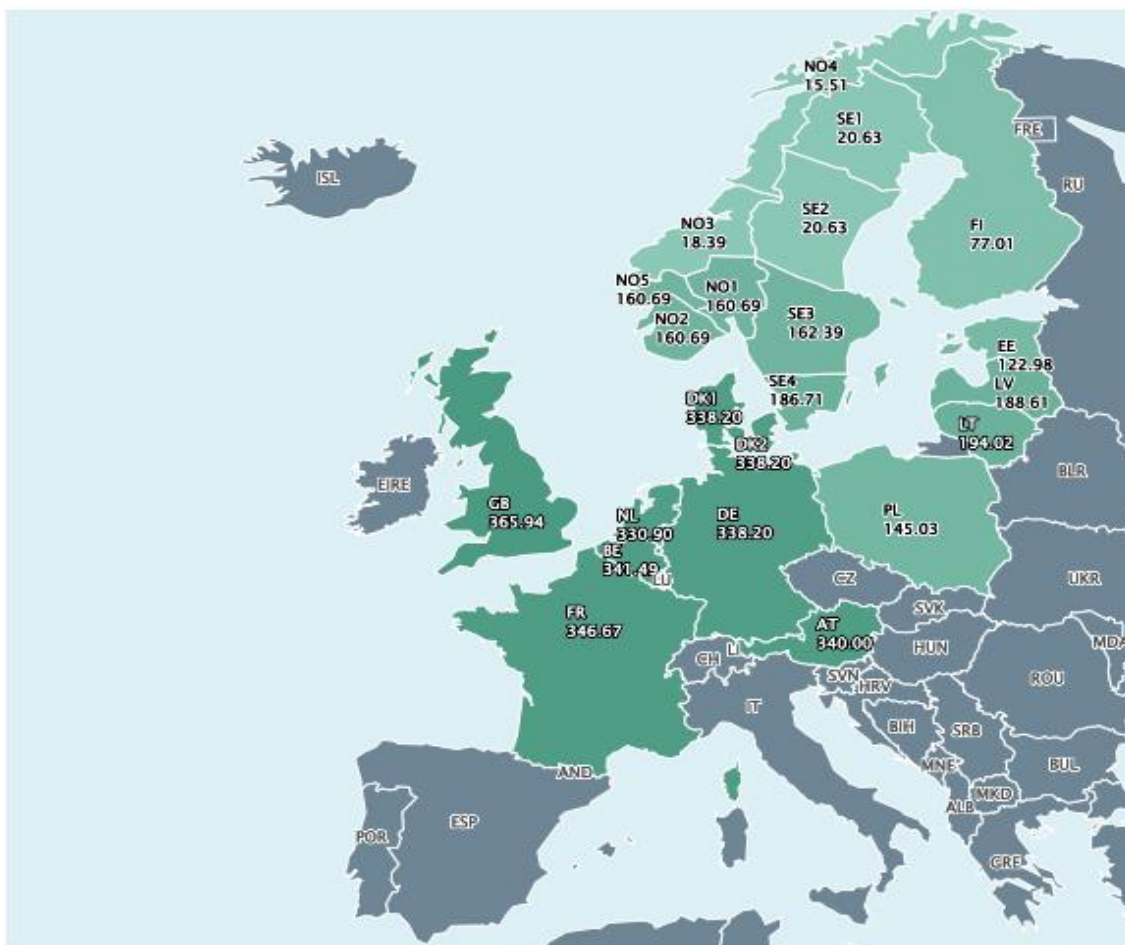 NO4
15.51
SE1
20.63
FRE
ISL
RU
SE2
20.63
NO3
18.39
FI
77.01
NO5
160.69
NO1
160.69
NO2
160.69
SE3
162.39
EE
122.98
LV
188.61
SE4
186.71
DK1
338.20
LT
194.02
DK2
338.20
BLR
EIRE
GB
365.94
NL
330.90
DE
338.20
PL
145.03
BE
341.49
LU
CZ
UKR
SVK
FR
346.67
AT
340.00
HUN
MDA
CH
LI
SVN
HRV
ROU
IT
BIH
SRB
MNE
BUL
AND
MKD
ALB
ESP
POR
GRE